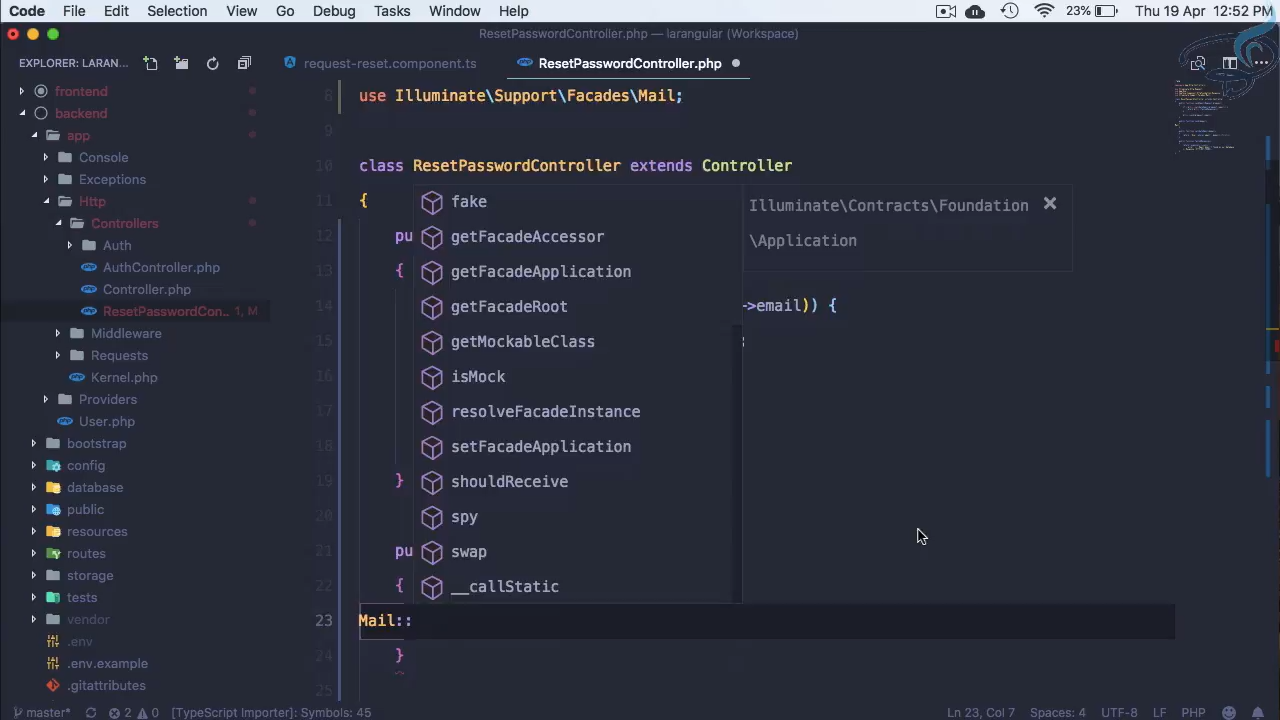 Code File Edit Selection View Go Debug Tasks Window Help 23% Thu 19 Apr 12:52 PM
ResetPasswordController.php — larangular (Workspace)
EXPLORER: LARAN...
request-reset.component.ts
ResetPasswordController.php
frontend
backend
app
Console
Exceptions
Http
Controllers
Auth
AuthController.php
Controller.php
ResetPasswordCon... 1, M
Middleware
Requests
Kernel.php
Providers
User.php
bootstrap
config
database
public
resources
routes
storage
tests
vendor
.env
.env.example
.gitattributes
8 use Illuminate\Support\Facades\Mail;
9
10 class ResetPasswordController extends Controller
11 {
12 pu
13 {
14 ->email)) {
15
16
17
18
19 }
20
21 pu
22 {
23 Mail::
24 }
25
fake
getFacadeAccessor
getFacadeApplication
getFacadeRoot
getMockableClass
isMock
resolveFacadeInstance
setFacadeApplication
shouldReceive
spy
swap
__callStatic
Illuminate\Contracts\Foundation
\Application
master* 2 0 [TypeScript Importer]: Symbols: 45 Ln 23, Col 7 Spaces: 4 UTF-8 LF PHP